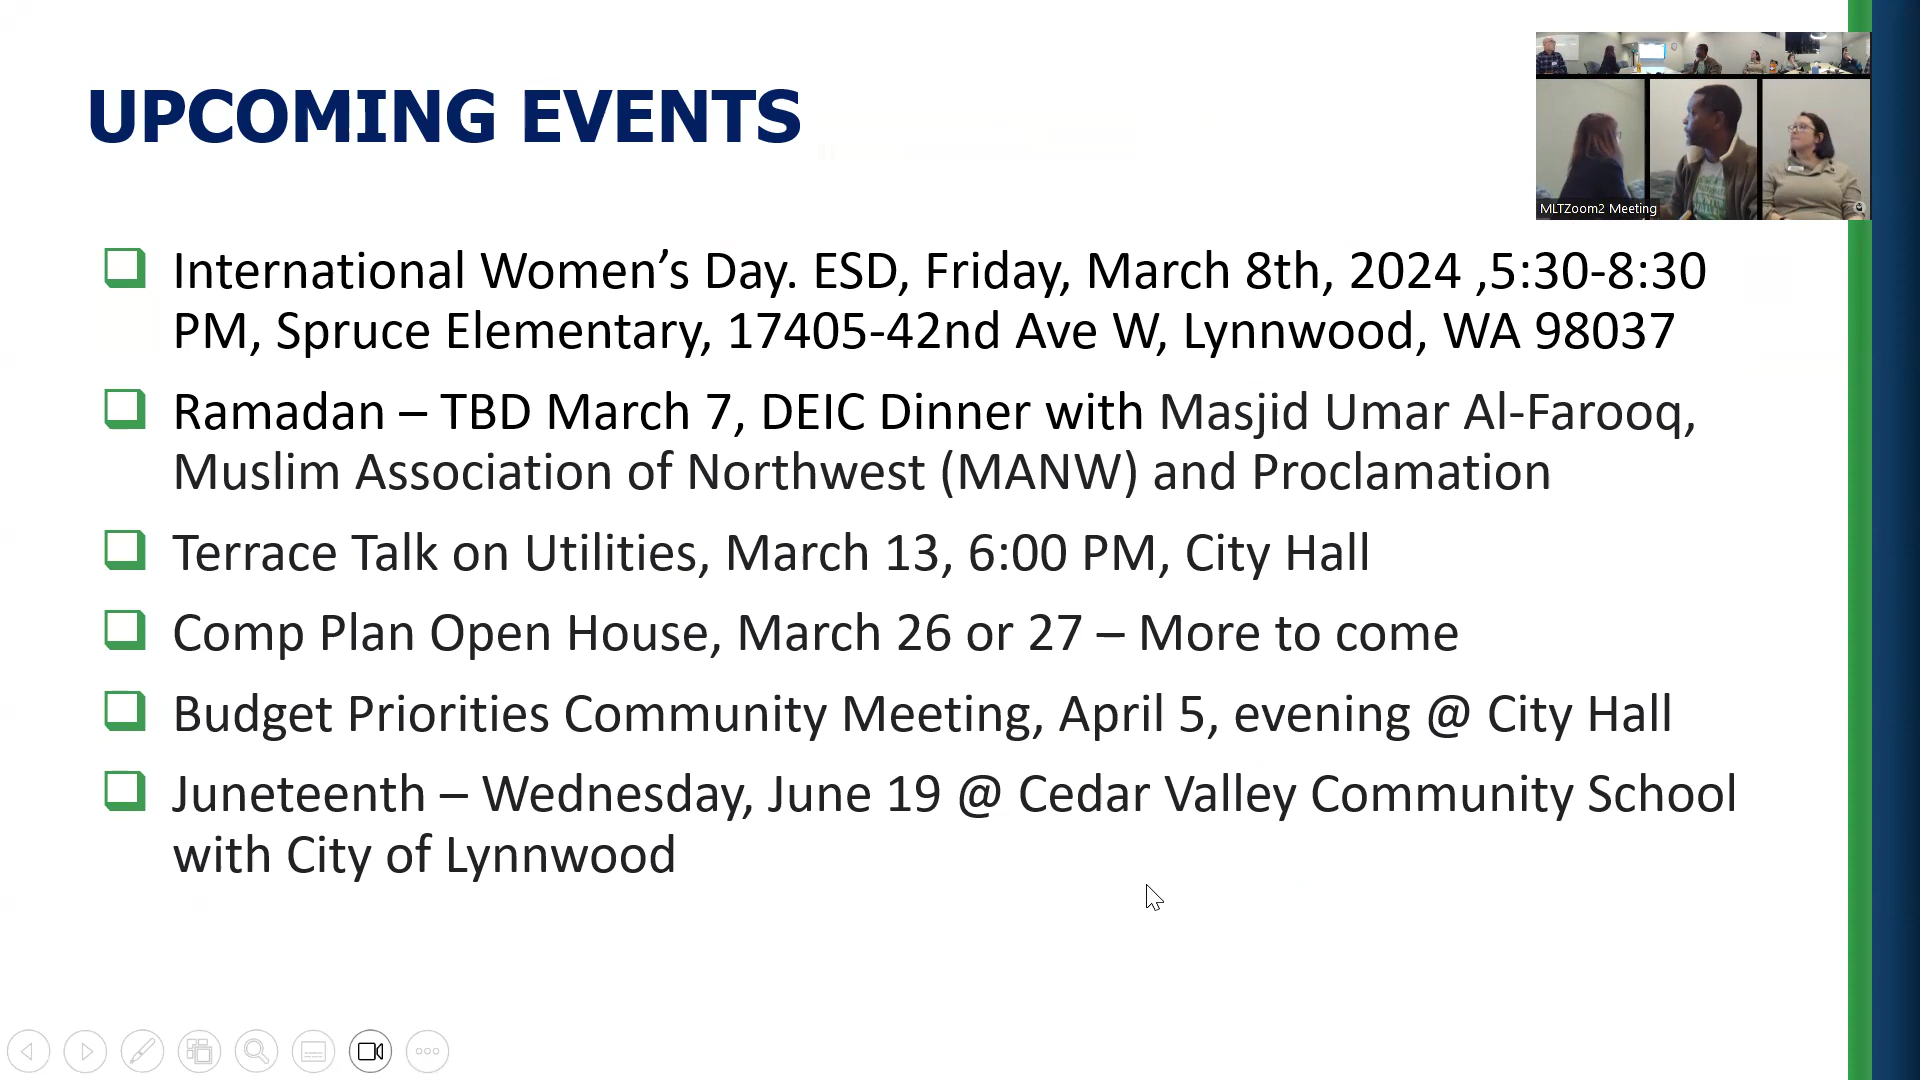 UPCOMING EVENTS
MLTZoom2 Meeting
International Women’s Day. ESD, Friday, March 8th, 2024 ,5:30-8:30
PM, Spruce Elementary, 17405-42nd Ave W, Lynnwood, WA 98037
Ramadan – TBD March 7, DEIC Dinner with Masjid Umar Al-Farooq,
Muslim Association of Northwest (MANW) and Proclamation
Terrace Talk on Utilities, March 13, 6:00 PM, City Hall
Comp Plan Open House, March 26 or 27 – More to come
Budget Priorities Community Meeting, April 5, evening @ City Hall
Juneteenth – Wednesday, June 19 @ Cedar Valley Community School
with City of Lynnwood